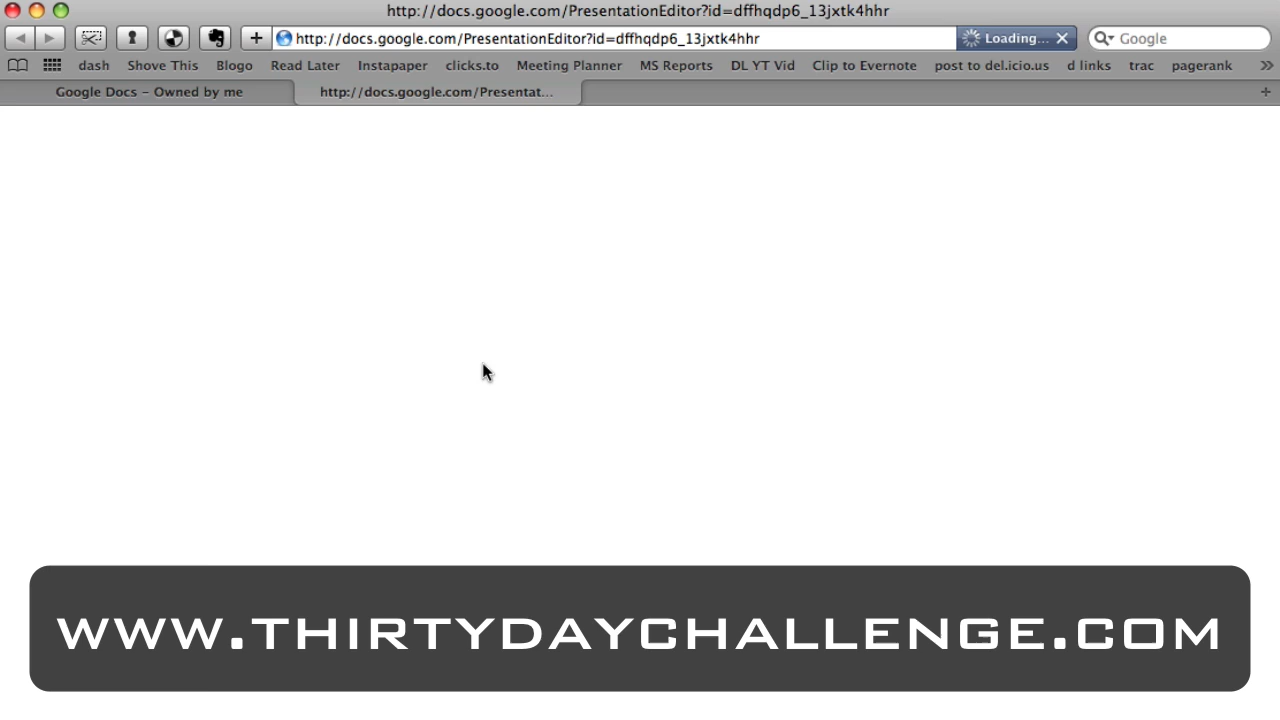 http://docs.google.com/PresentationEditor?id=dffhqdp6_13jxtk4hhr
http://docs.google.com/PresentationEditor?id=dffhqdp6_13jxtk4hhr Loading... Google
dash Shove This Blogo Read Later Instapaper clicks.to Meeting Planner MS Reports DL YT Vid Clip to Evernote post to del.icio.us d links trac pagerank
Google Docs - Owned by me http://docs.google.com/Presentat...
WWW.THIRTYDAYCHALLENGE.COM